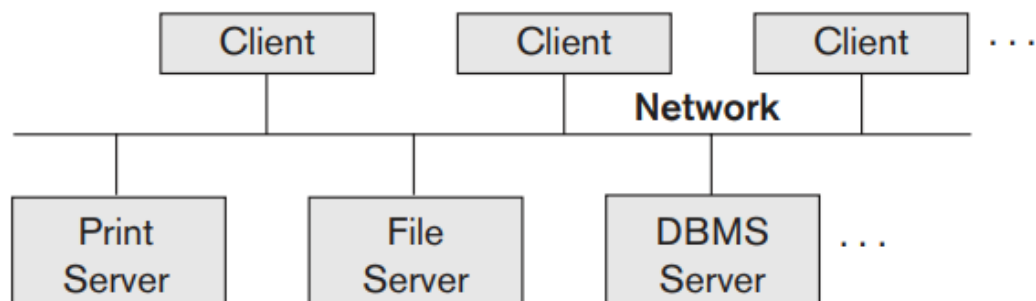 Client Client Client ...
Network
Print Server File Server DBMS Server ...